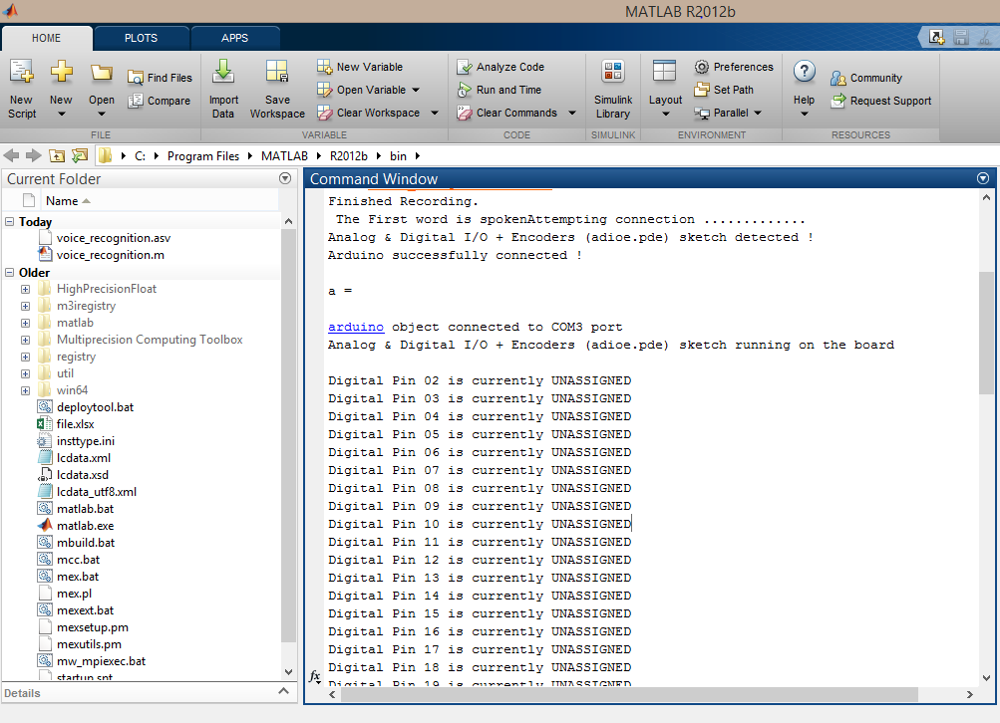 MATLAB R2012b
HOME PLOTS APPS
New Script
New
Open
Find Files
Compare
Import Data
Save Workspace
New Variable
Open Variable
Clear Workspace
Analyze Code
Run and Time
Clear Commands
Simulink Library
Layout
Preferences
Set Path
Parallel
Help
Community
Request Support
FILE VARIABLE CODE SIMULINK ENVIRONMENT RESOURCES
C: Program Files MATLAB R2012b bin
Current Folder
Name
Today
voice_recognition.asv
voice_recognition.m
Older
HighPrecisionFloat
m3iregistry
matlab
Multiprecision Computing Toolbox
registry
util
win64
deploytool.bat
file.xlsx
insttype.ini
lcdata.xml
lcdata.xsd
lcdata_utf8.xml
matlab.bat
matlab.exe
mbuild.bat
mcc.bat
mex.bat
mex.pl
mexext.bat
mexsetup.pm
mexutils.pm
mw_mpiexec.bat
Details
Command Window
Finished Recording.
The First word is spokenAttempting connection .............
Analog & Digital I/O + Encoders (adioe.pde) sketch detected !
Arduino successfully connected !
a =
arduino object connected to COM3 port
Analog & Digital I/O + Encoders (adioe.pde) sketch running on the board
Digital Pin 02 is currently UNASSIGNED
Digital Pin 03 is currently UNASSIGNED
Digital Pin 04 is currently UNASSIGNED
Digital Pin 05 is currently UNASSIGNED
Digital Pin 06 is currently UNASSIGNED
Digital Pin 07 is currently UNASSIGNED
Digital Pin 08 is currently UNASSIGNED
Digital Pin 09 is currently UNASSIGNED
Digital Pin 10 is currently UNASSIGNED
Digital Pin 11 is currently UNASSIGNED
Digital Pin 12 is currently UNASSIGNED
Digital Pin 13 is currently UNASSIGNED
Digital Pin 14 is currently UNASSIGNED
Digital Pin 15 is currently UNASSIGNED
Digital Pin 16 is currently UNASSIGNED
Digital Pin 17 is currently UNASSIGNED
Digital Pin 18 is currently UNASSIGNED
Digital Pin 19 is currently UNASSIGNED
fx